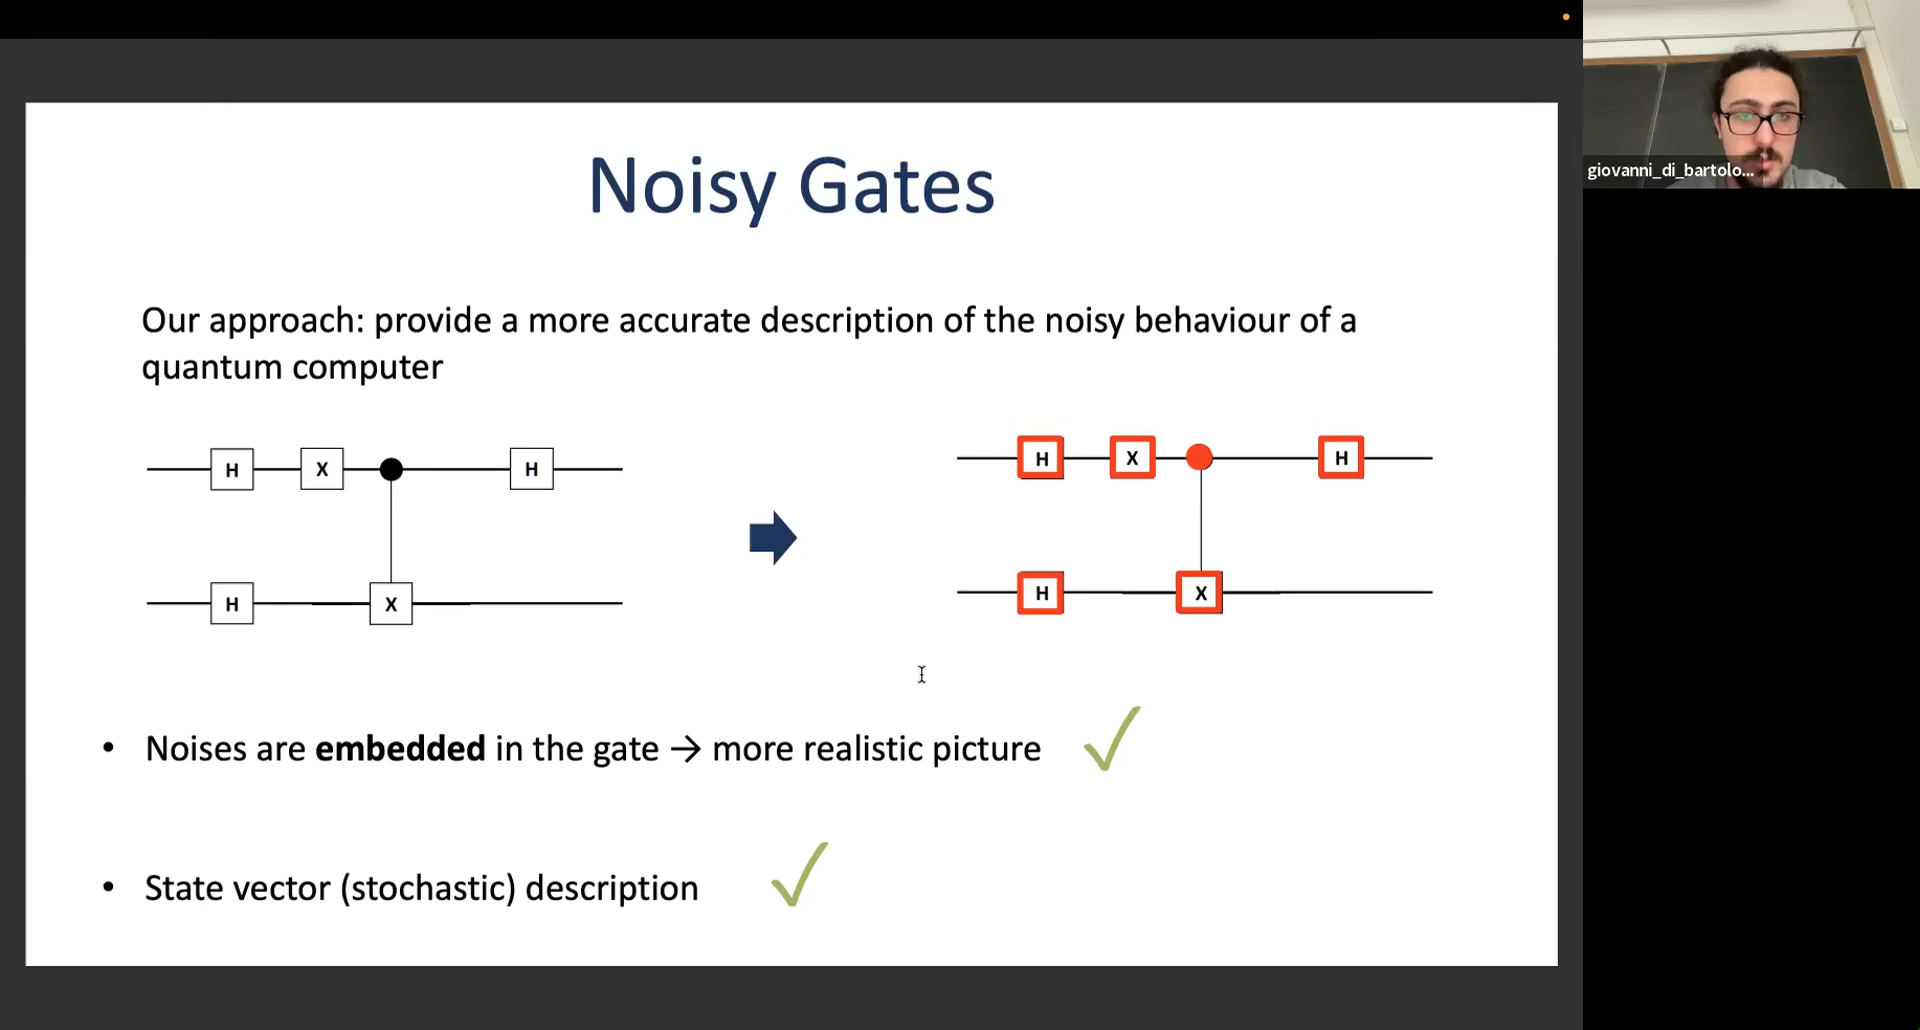 giovanni_di_bartolo...
Noisy Gates
Our approach: provide a more accurate description of the noisy behaviour of a
quantum computer
H X H
H X
H X H
H X
• Noises are embedded in the gate → more realistic picture
• State vector (stochastic) description